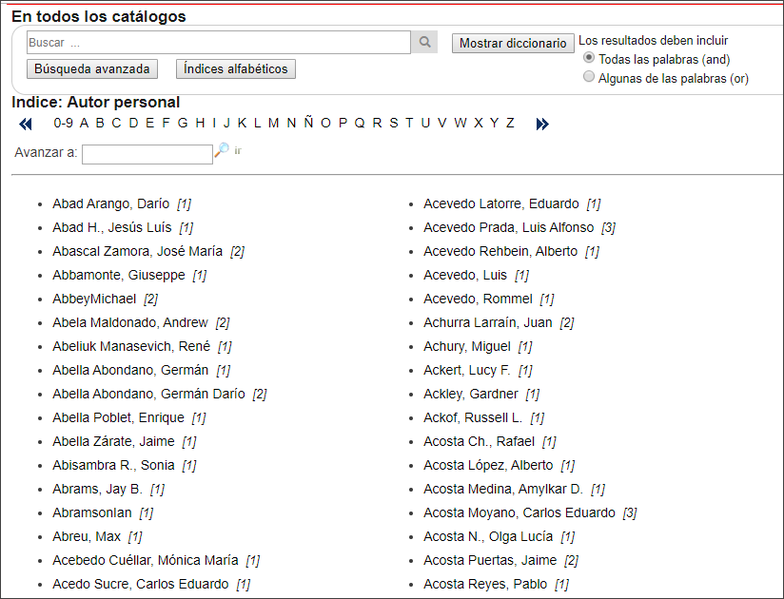 En todos los catálogos
Buscar ...
Mostrar diccionario
Los resultados deben incluir
Todas las palabras (and)
Algunas de las palabras (or)
Búsqueda avanzada
Índices alfabéticos
Indice: Autor personal
0-9 A B C D E F G H I J K L M N Ñ O P Q R S T U V W X Y Z
Avanzar a:
ir
Abad Arango, Darío [1]
Abad H., Jesús Luís [1]
Abascal Zamora, José María [2]
Abbamonte, Giuseppe [1]
AbbeyMichael [2]
Abela Maldonado, Andrew [2]
Abeliuk Manasevich, René [1]
Abella Abondano, Germán [1]
Abella Abondano, Germán Darío [2]
Abella Poblet, Enrique [1]
Abella Zárate, Jaime [1]
Abisambra R., Sonia [1]
Abrams, Jay B. [1]
AbramsonIan [1]
Abreu, Max [1]
Acebedo Cuéllar, Mónica María [1]
Acedo Sucre, Carlos Eduardo [1]
Acevedo Latorre, Eduardo [1]
Acevedo Prada, Luis Alfonso [3]
Acevedo Rehbein, Alberto [1]
Acevedo, Luis [1]
Acevedo, Rommel [1]
Achurra Larraín, Juan [2]
Achury, Miguel [1]
Ackert, Lucy F. [1]
Ackley, Gardner [1]
Ackof, Russell L. [1]
Acosta Ch., Rafael [1]
Acosta López, Alberto [1]
Acosta Medina, Amylkar D. [1]
Acosta Moyano, Carlos Eduardo [3]
Acosta N., Olga Lucía [1]
Acosta Puertas, Jaime [2]
Acosta Reyes, Pablo [1]